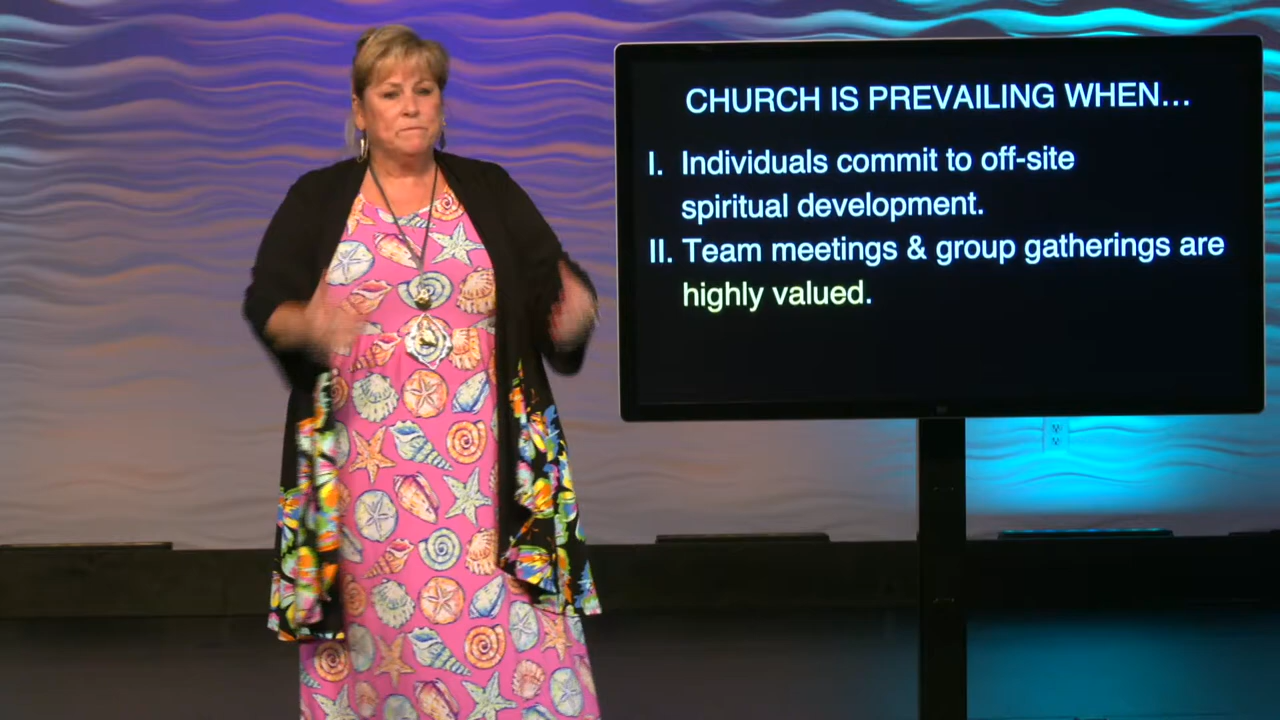 CHURCH IS PREVAILING WHEN…
I. Individuals commit to off-site
spiritual development.
II. Team meetings & group gatherings are
highly valued.